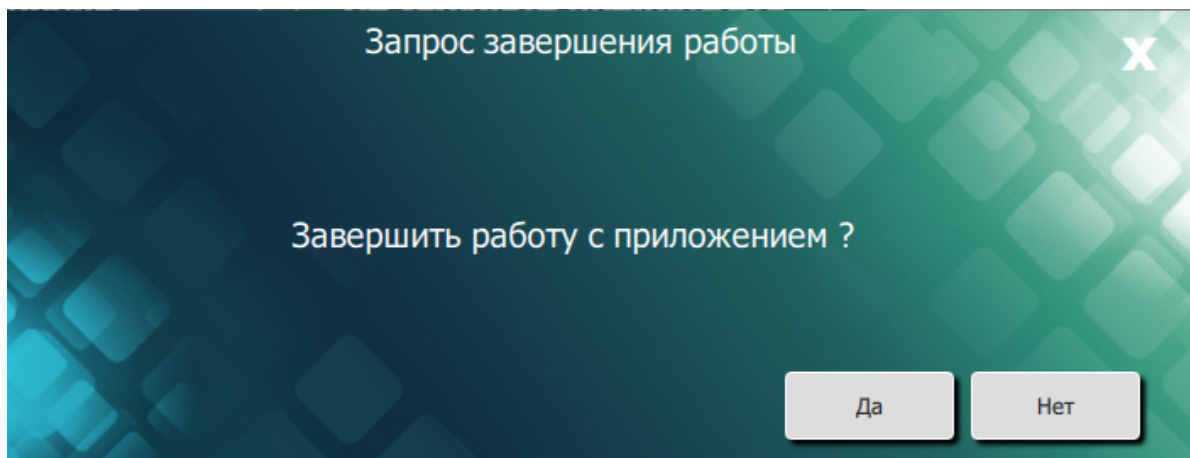 Запрос завершения работы
X
Завершить работу с приложением ?
Да
Нет